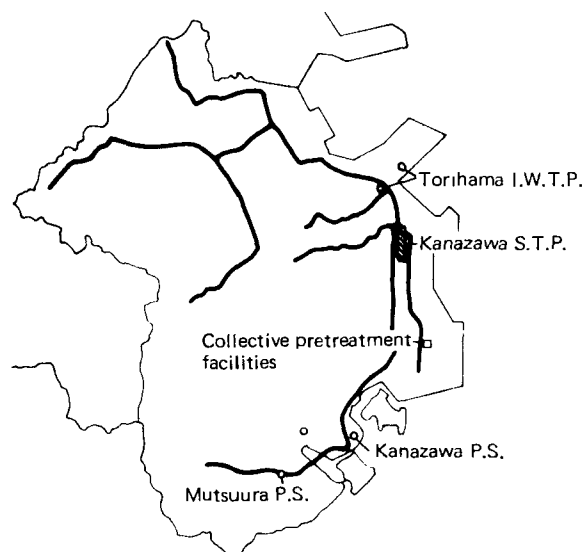 Torihama I.W.T.P.
Kanazawa S.T.P.
Collective pretreatment
facilities
Kanazawa P.S.
Mutsuura P.S.